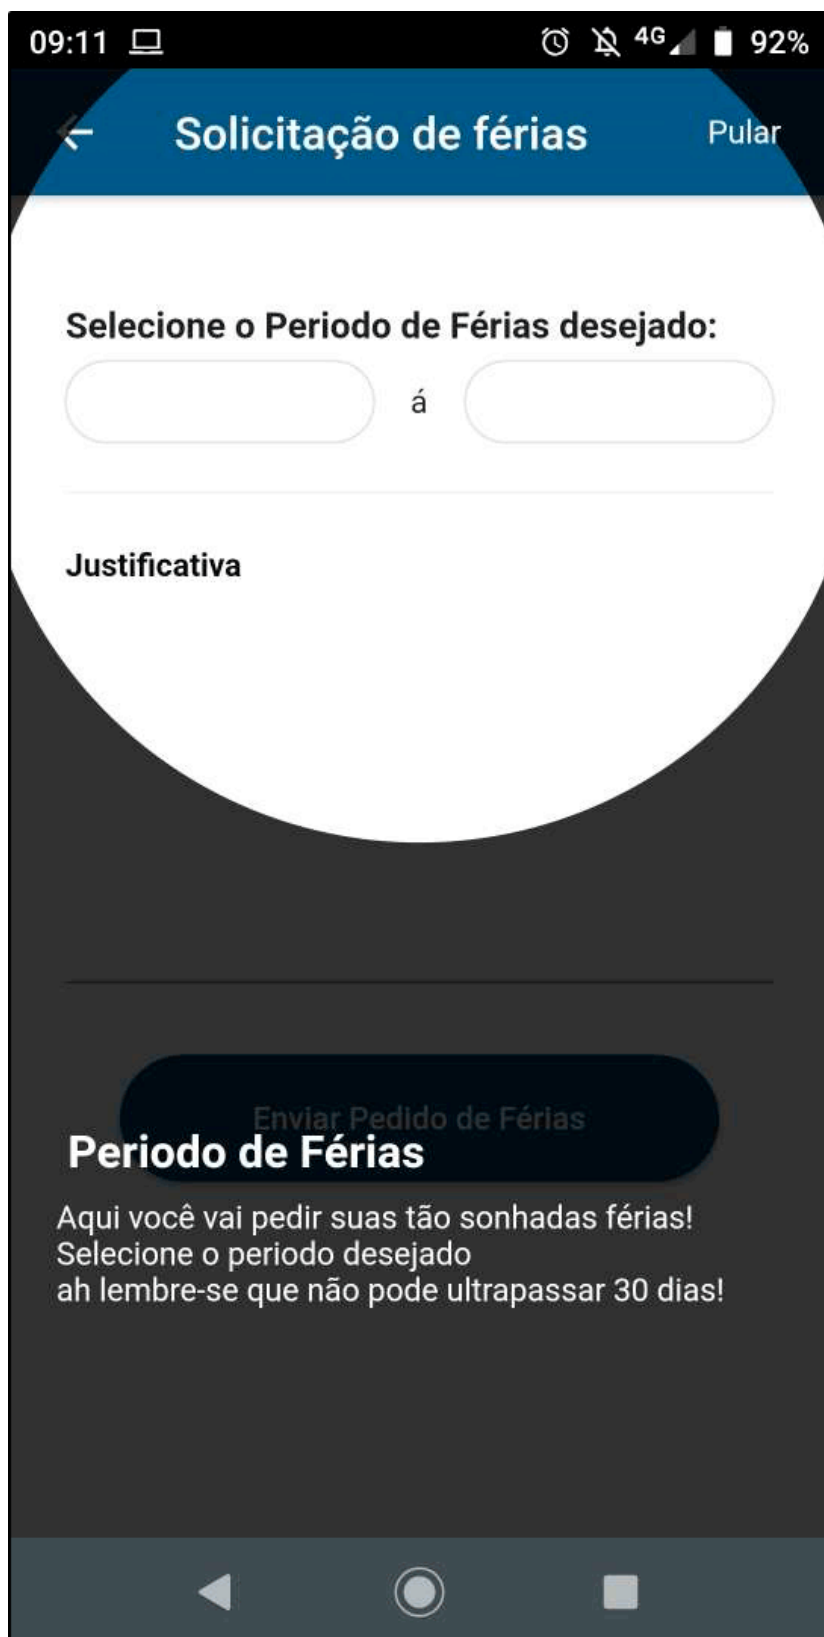 09:11 4G 92%
Solicitação de férias Pular
Selecione o Periodo de Férias desejado:
á
Justificativa
Enviar Pedido de Férias
Periodo de Férias
Aqui você vai pedir suas tão sonhadas férias!
Selecione o periodo desejado
ah lembre-se que não pode ultrapassar 30 dias!